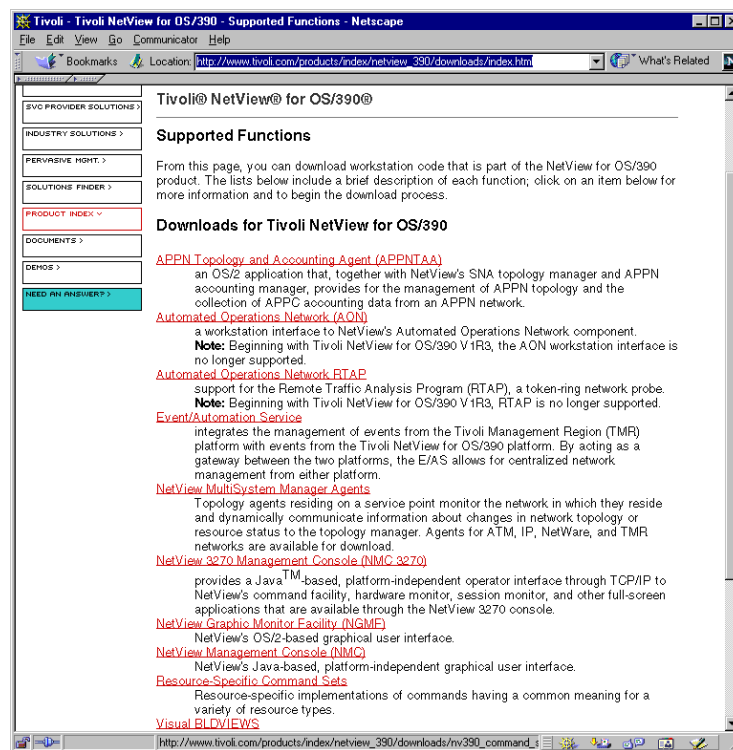 Tivoli - Tivoli NetView for OS/390 - Supported Functions - Netscape
File Edit View Go Communicator Help
Bookmarks Location: http://www.tivoli.com/products/index/netview_390/downloads/index.html What's Related
SVC PROVIDER SOLUTIONS >
INDUSTRY SOLUTIONS >
PERVASIVE MGMT. >
SOLUTIONS FINDER >
PRODUCT INDEX
DOCUMENTS >
DEMOS >
NEED AN ANSWER? >
Tivoli® NetView® for OS/390®
Supported Functions
From this page, you can download workstation code that is part of the NetView for OS/390
product. The lists below include a brief description of each function; click on an item below for
more information and to begin the download process.
Downloads for Tivoli NetView for OS/390
APPN Topology and Accounting Agent (APPNTAA)
an OS/2 application that, together with NetView's SNA topology manager and APPN
accounting manager, provides for the management of APPN topology and the
collection of APPC accounting data from an APPN network.
Automated Operations Network (AON)
a workstation interface to NetView's Automated Operations Network component.
Note: Beginning with Tivoli NetView for OS/390 V1R3, the AON workstation interface is
no longer supported.
Automated Operations Network RTAP
support for the Remote Traffic Analysis Program (RTAP), a token-ring network probe.
Note: Beginning with Tivoli NetView for OS/390 V1R3, RTAP is no longer supported.
Event/Automation Service
integrates the management of events from the Tivoli Management Region (TMR)
platform with events from the Tivoli NetView for OS/390 platform. By acting as a
gateway between the two platforms, the E/AS allows for centralized network
management from either platform.
NetView MultiSystem Manager Agents
Topology agents residing on a service point monitor the network in which they reside
and dynamically communicate information about changes in network topology or
resource status to the topology manager. Agents for ATM, IP, NetWare, and TMR
networks are available for download.
NetView 3270 Management Console (NMC 3270)
provides a Java™-based, platform-independent operator interface through TCP/IP to
NetView's command facility, hardware monitor, session monitor, and other full-screen
applications that are available through the NetView 3270 console.
NetView Graphic Monitor Facility (NGMF)
NetView's OS/2-based graphical user interface.
NetView Management Console (NMC)
NetView's Java-based, platform-independent graphical user interface.
Resource-Specific Command Sets
Resource-specific implementations of commands having a common meaning for a
variety of resource types.
Visual BLDVIEWS
http://www.tivoli.com/products/index/netview_390/downloads/nv390_command_s